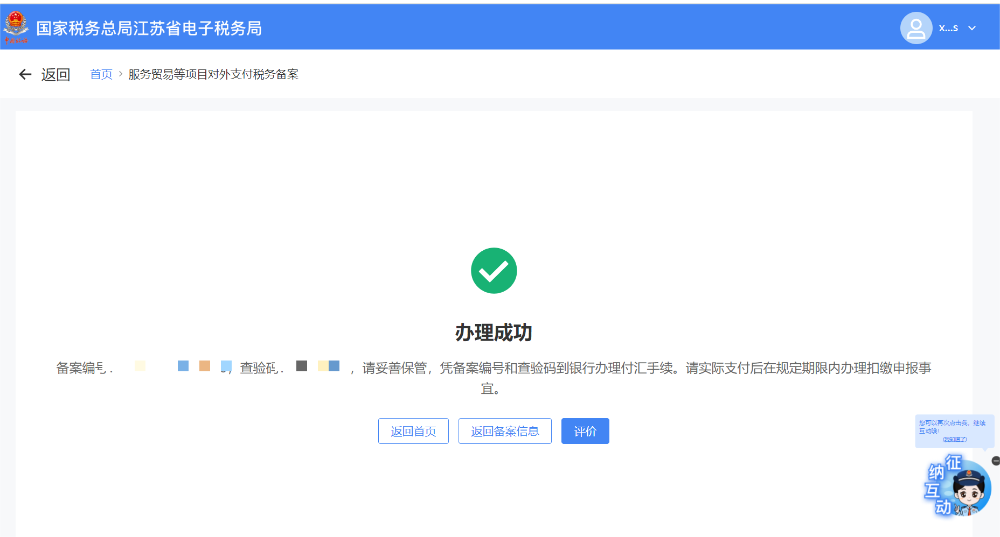 国家税务总局江苏省电子税务局
x...s
返回 首页 > 服务贸易等项目对外支付税务备案
办理成功
备案编号: ，查验码: ，请妥善保管，凭备案编号和查验码到银行办理付汇手续。请实际支付后在规定期限内办理扣缴申报事
宜。
返回首页 返回备案信息 评价
您可以再次点击我，继续
互动哦！
(我知道了)
征纳互动